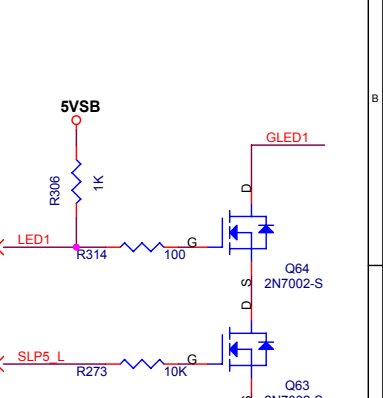 B
5VSB
GLED1
R306
1K
D
LED1
R314
100
G
Q64
2N7002-S
S
D
SLP5_L
R273
10K
G
Q63